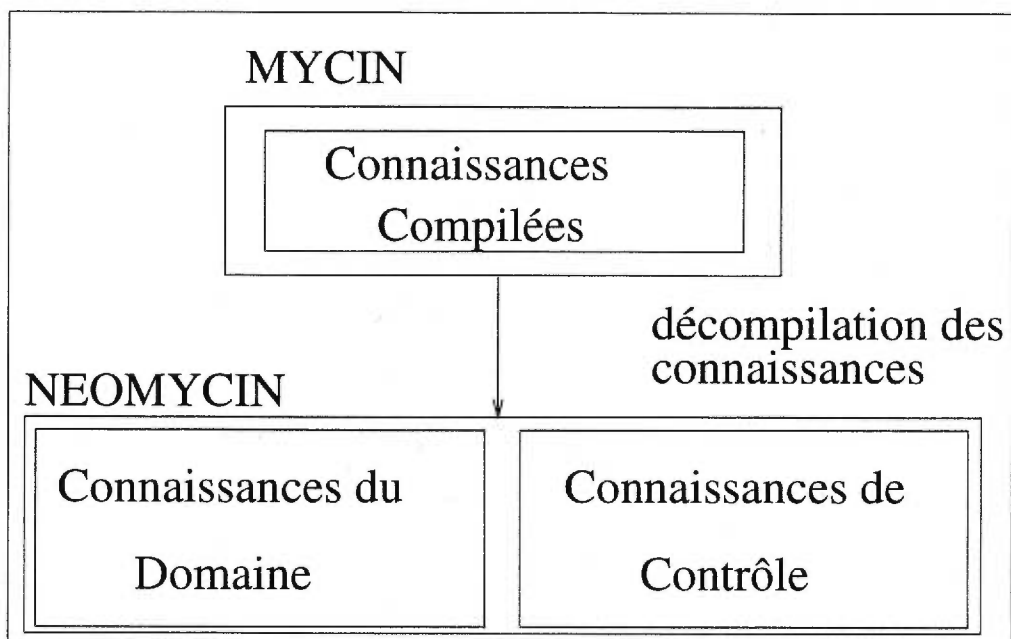 MYCIN
Connaissances
Compilées
décompilation des
connaissances
NEOMYCIN
Connaissances du
Domaine
Connaissances de
Contrôle